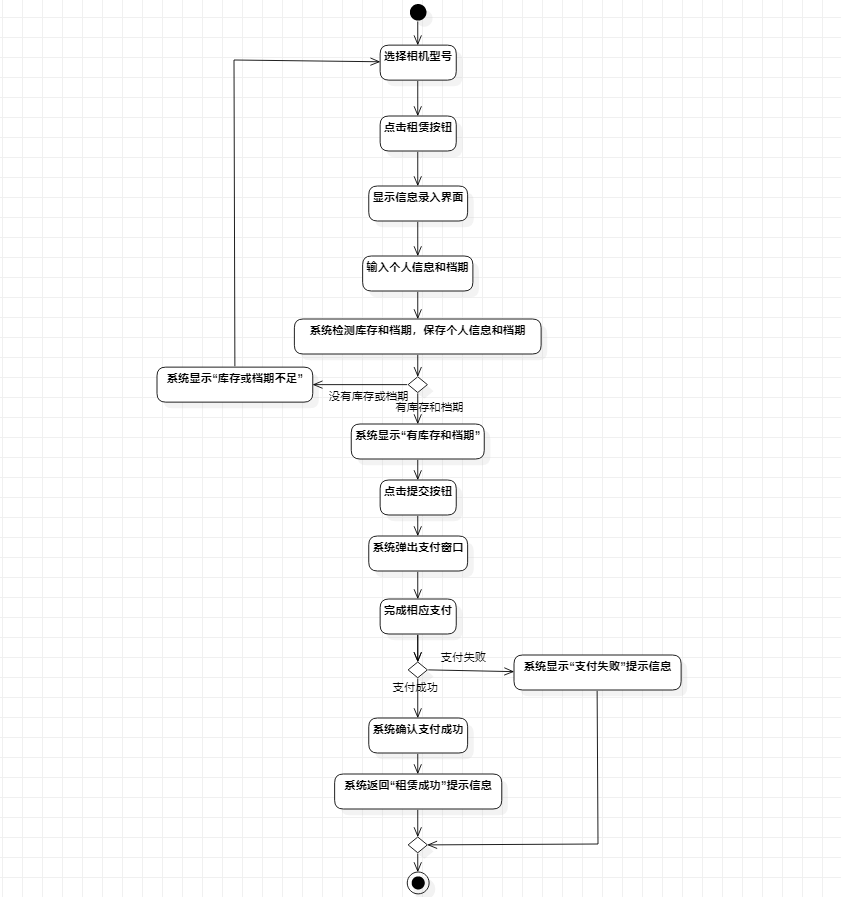 选择相机型号
点击租赁按钮
显示信息录入界面
输入个人信息和档期
系统检测库存和档期，保存个人信息和档期
系统显示“库存或档期不足”
没有库存或档期
有库存和档期
系统显示“有库存和档期”
点击提交按钮
系统弹出支付窗口
完成相应支付
支付失败
系统显示“支付失败”提示信息
支付成功
系统确认支付成功
系统返回“租赁成功”提示信息